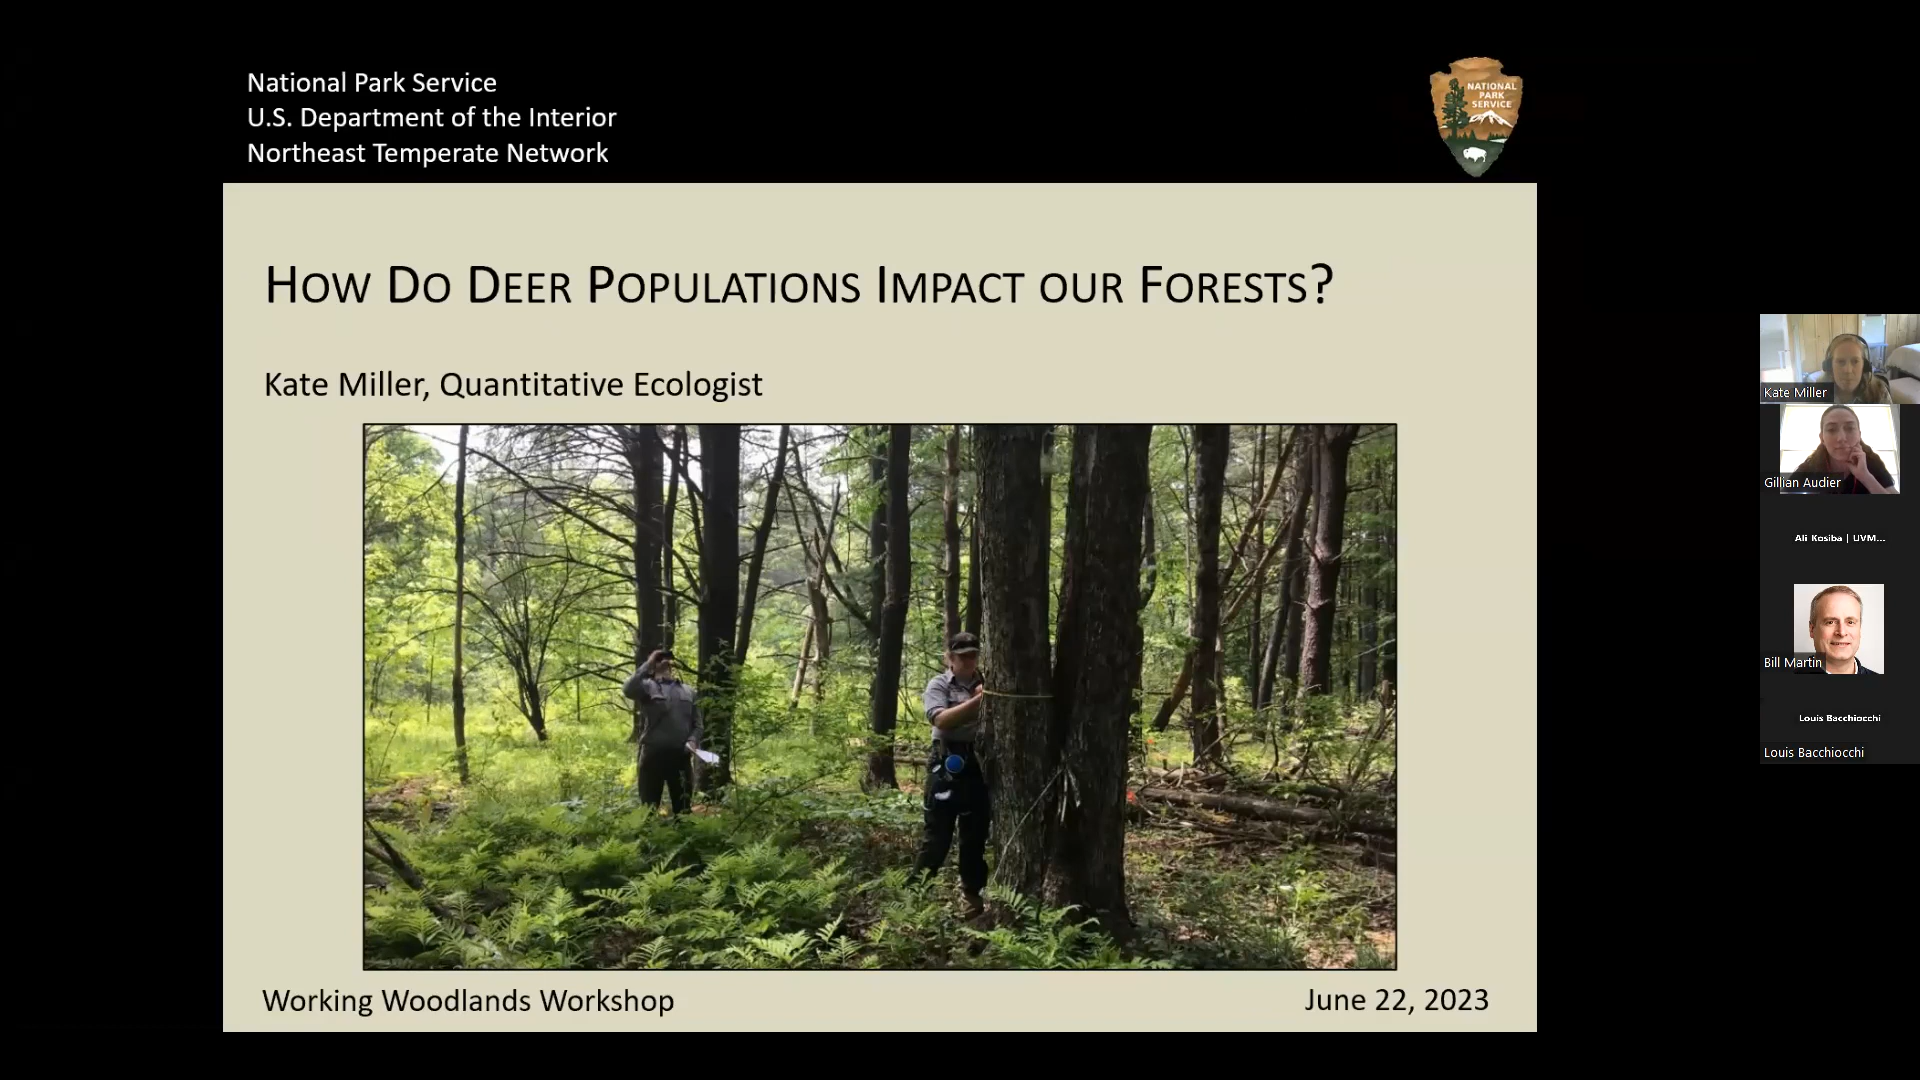 National Park Service
U.S. Department of the Interior
Northeast Temperate Network
NATIONAL
PARK
SERVICE
How Do Deer Populations Impact our Forests?
Kate Miller, Quantitative Ecologist
Working Woodlands Workshop
June 22, 2023
Kate Miller
Gillian Audier
Ali Kosiba | UVM...
Bill Martin
Louis Bacchiocchi
Louis Bacchiocchi